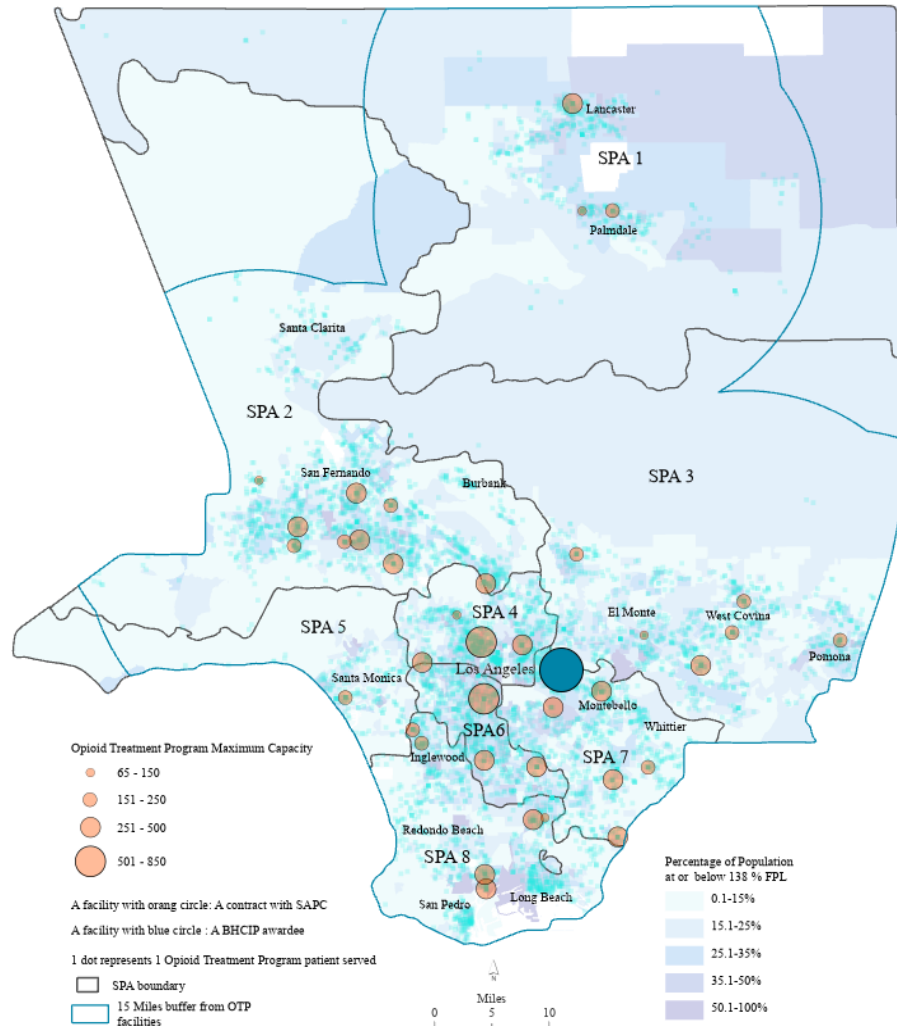 Lancaster
SPA 1
Palmdale
Santa Clarita
SPA 2
San Fernando
Burbank
SPA 3
SPA 4
El Monte
West Covina
SPA 5
Los Angeles
Pomona
Santa Monica
Montebello
Whittier
SPA6
Inglewood
SPA 7
Redondo Beach
SPA 8
Long Beach
San Pedro
Opioid Treatment Program Maximum Capacity
65 - 150
151 - 250
251 - 500
501 - 850
A facility with orang circle: A contract with SAPC
A facility with blue circle : A BHCIP awardee
1 dot represents 1 Opioid Treatment Program patient served
SPA boundary
15 Miles buffer from OTP
facilities
N
Miles
0 5 10
Percentage of Population
at or below 138 % FPL
0.1-15%
15.1-25%
25.1-35%
35.1-50%
50.1-100%